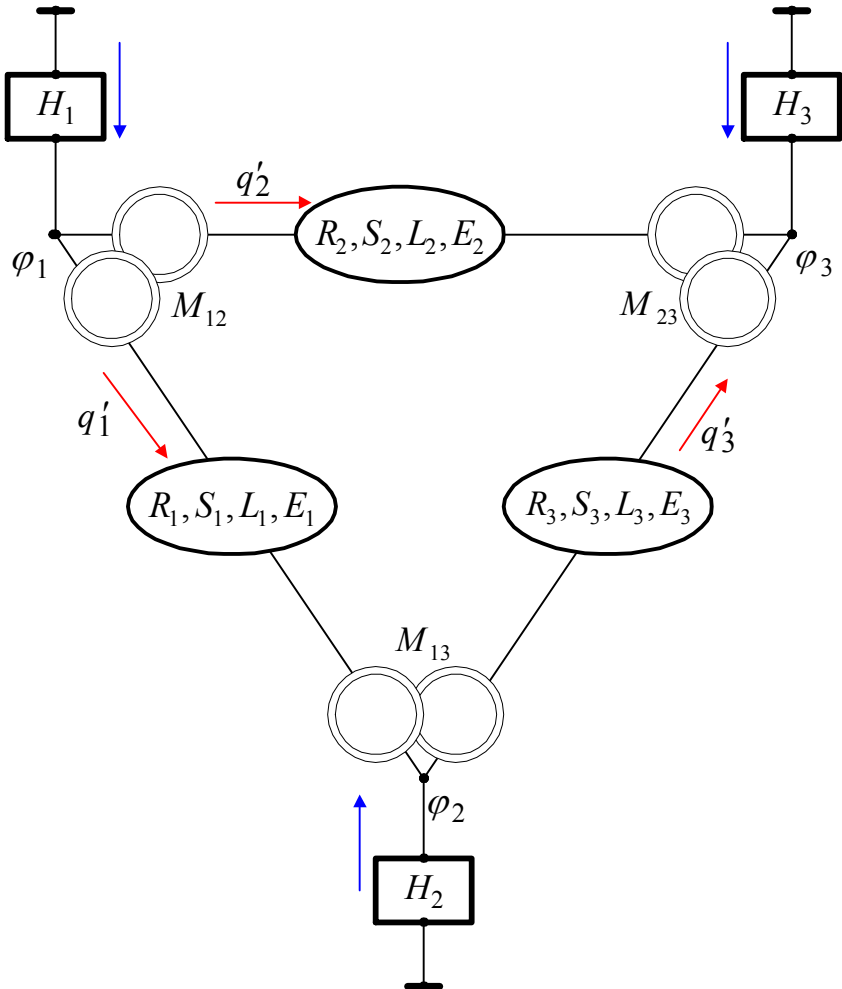 H₁
H₃
q′₂
R₂, S₂, L₂, E₂
φ₁
φ₃
M₁₂
M₂₃
q′₁
q′₃
R₁, S₁, L₁, E₁
R₃, S₃, L₃, E₃
M₁₃
φ₂
H₂